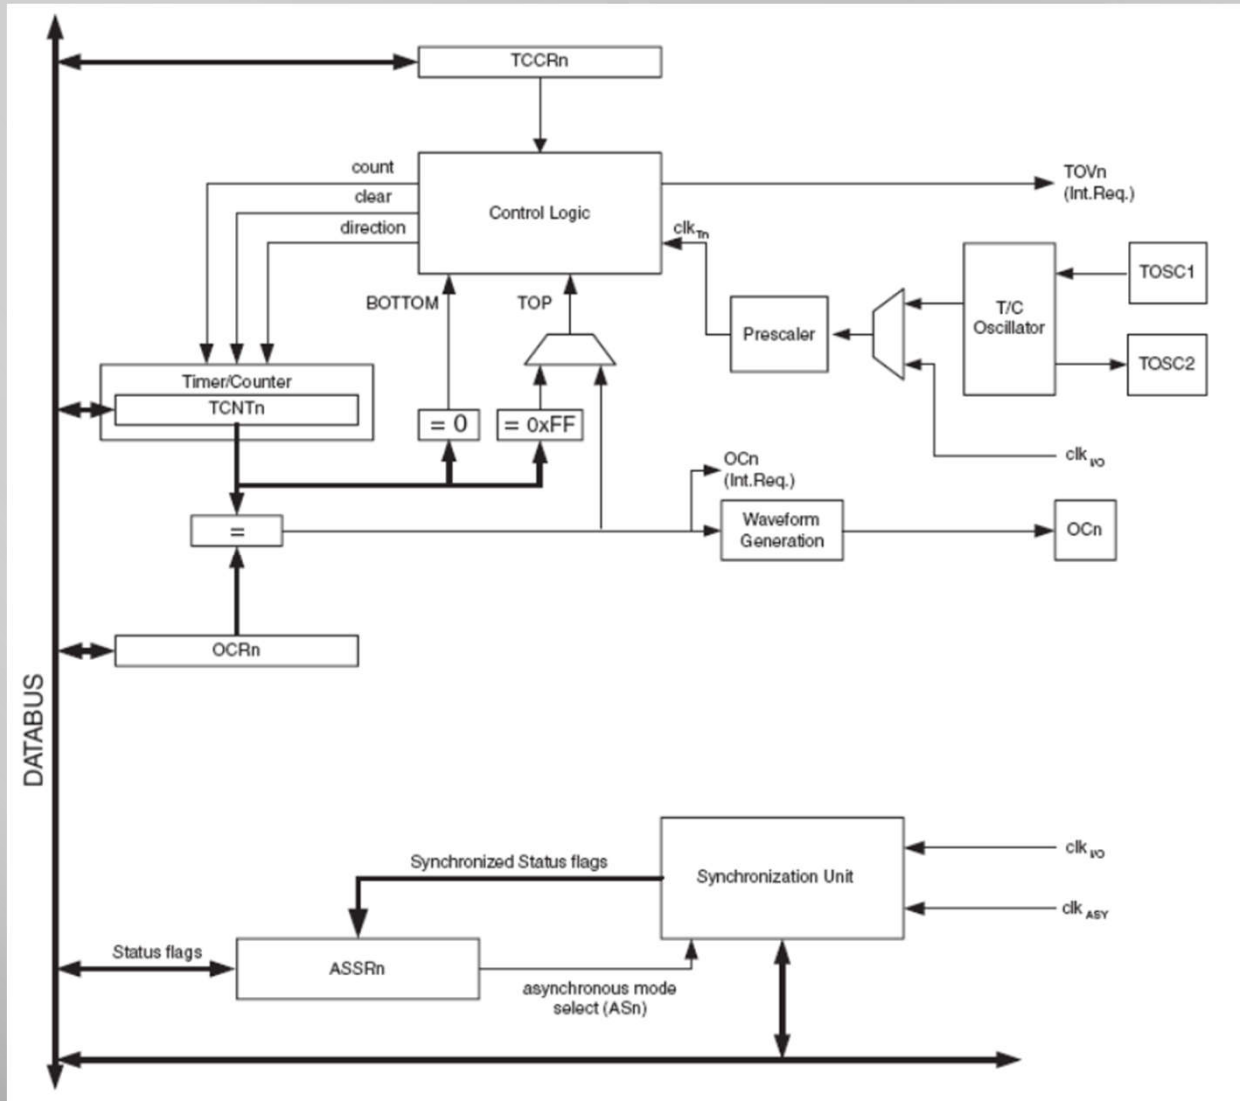 TCCRn
count
clear
direction
Control Logic
TOVn
(Int.Req.)
clkTn
BOTTOM
TOP
Prescaler
T/C
Oscillator
TOSC1
TOSC2
clkI/O
Timer/Counter
TCNTn
= 0
= 0xFF
OCn
(Int.Req.)
=
Waveform
Generation
OCn
OCRn
DATABUS
Synchronized Status flags
Synchronization Unit
clkI/O
clkASY
Status flags
ASSRn
asynchronous mode
select (ASn)